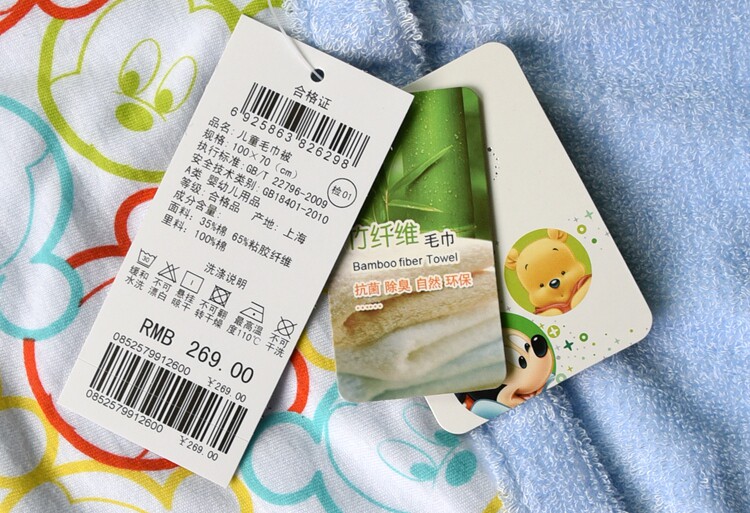 合格证
6 925863 826298
品名: 儿童毛巾被
规格: 100×70 (cm)
执行标准: GB/T 22796-2009
安全技术类别: GB18401-2010
A类 婴幼儿用品
等级: 合格品 产地: 上海
检01
成分含量:
面料: 35%棉 65%粘胶纤维
里料: 100%棉
洗涤说明
30
缓和水洗
不可漂白
悬挂晾干
不可翻转干燥
最高温度110℃
不可干洗
RMB 269.00
0852579912600 ¥269.00
0852579912600 ¥269.00
竹纤维 毛巾
Bamboo fiber Towel
抗菌 除臭 自然 环保
······